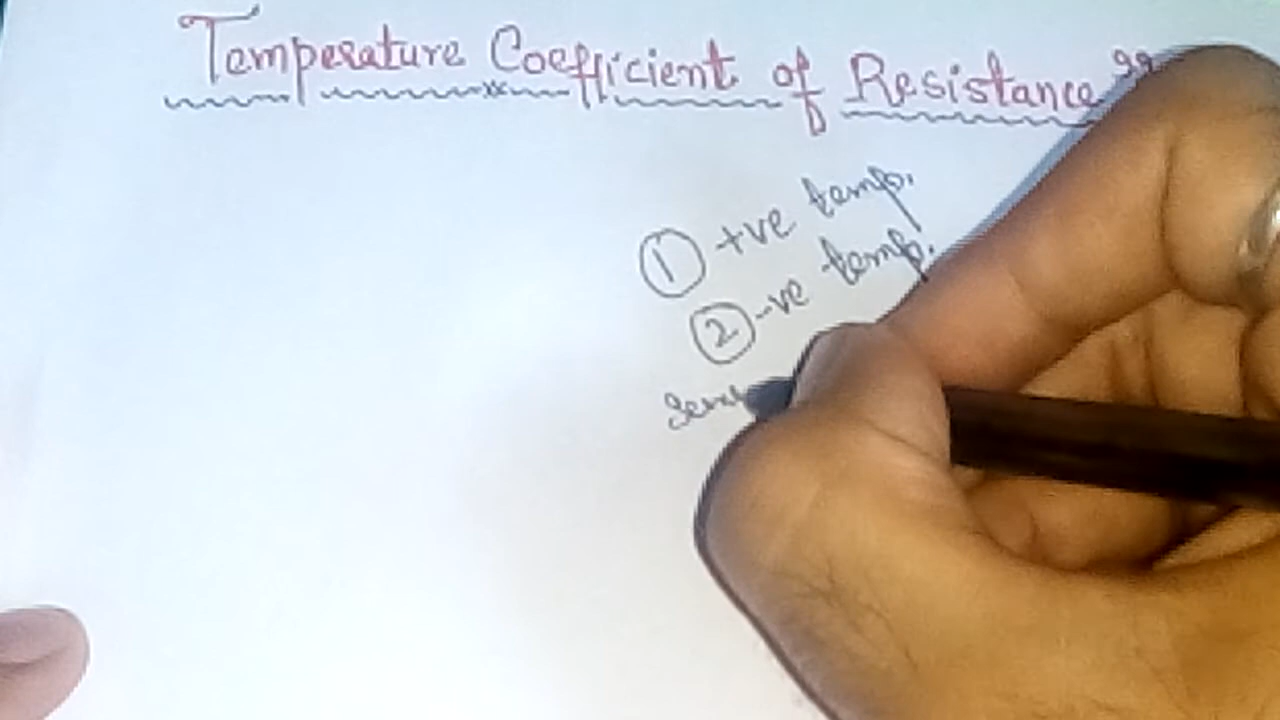 Temperature Coefficient of Resistance"
① +ve temp.
② -ve temp.